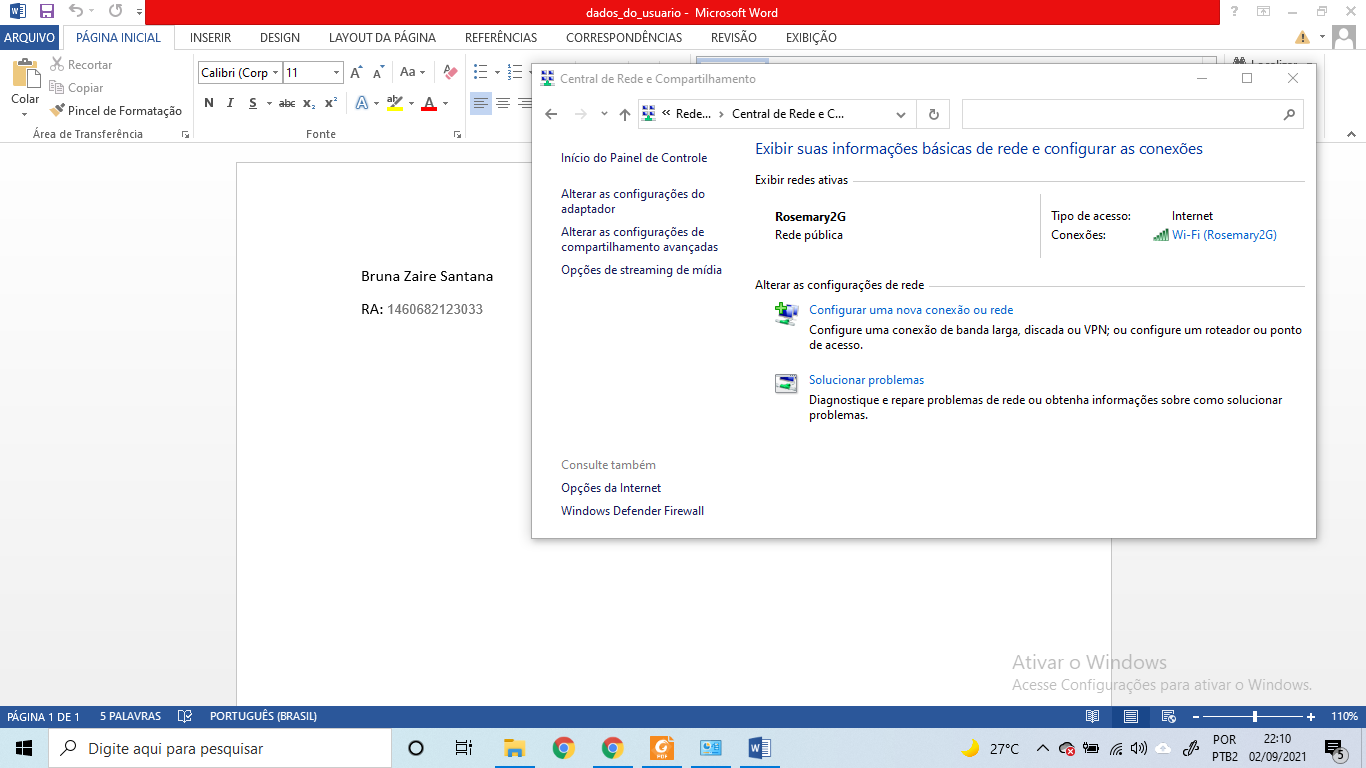 dados_do_usuario - Microsoft Word
ARQUIVO PÁGINA INICIAL INSERIR DESIGN LAYOUT DA PÁGINA REFERÊNCIAS CORRESPONDÊNCIAS REVISÃO EXIBIÇÃO
Colar
Recortar
Copiar
Pincel de Formatação
Área de Transferência
Calibri (Corp 11
Aa
N I S abc x₂ x²
Fonte
Central de Rede e Compartilhamento
« Rede... › Central de Rede e C...
Início do Painel de Controle
Alterar as configurações do
adaptador
Alterar as configurações de
compartilhamento avançadas
Opções de streaming de mídia
Exibir suas informações básicas de rede e configurar as conexões
Exibir redes ativas
Rosemary2G
Rede pública
Tipo de acesso: Internet
Conexões: Wi-Fi (Rosemary2G)
Alterar as configurações de rede
Configurar uma nova conexão ou rede
Configure uma conexão de banda larga, discada ou VPN; ou configure um roteador ou ponto
de acesso.
Solucionar problemas
Diagnostique e repare problemas de rede ou obtenha informações sobre como solucionar
problemas.
Consulte também
Opções da Internet
Windows Defender Firewall
Bruna Zaire Santana
RA: 1460682123033
Ativar o Windows
Acesse Configurações para ativar o Windows.
PÁGINA 1 DE 1 5 PALAVRAS PORTUGUÊS (BRASIL) 110%
Digite aqui para pesquisar
27°C
POR
PTB2
22:10
02/09/2021
5